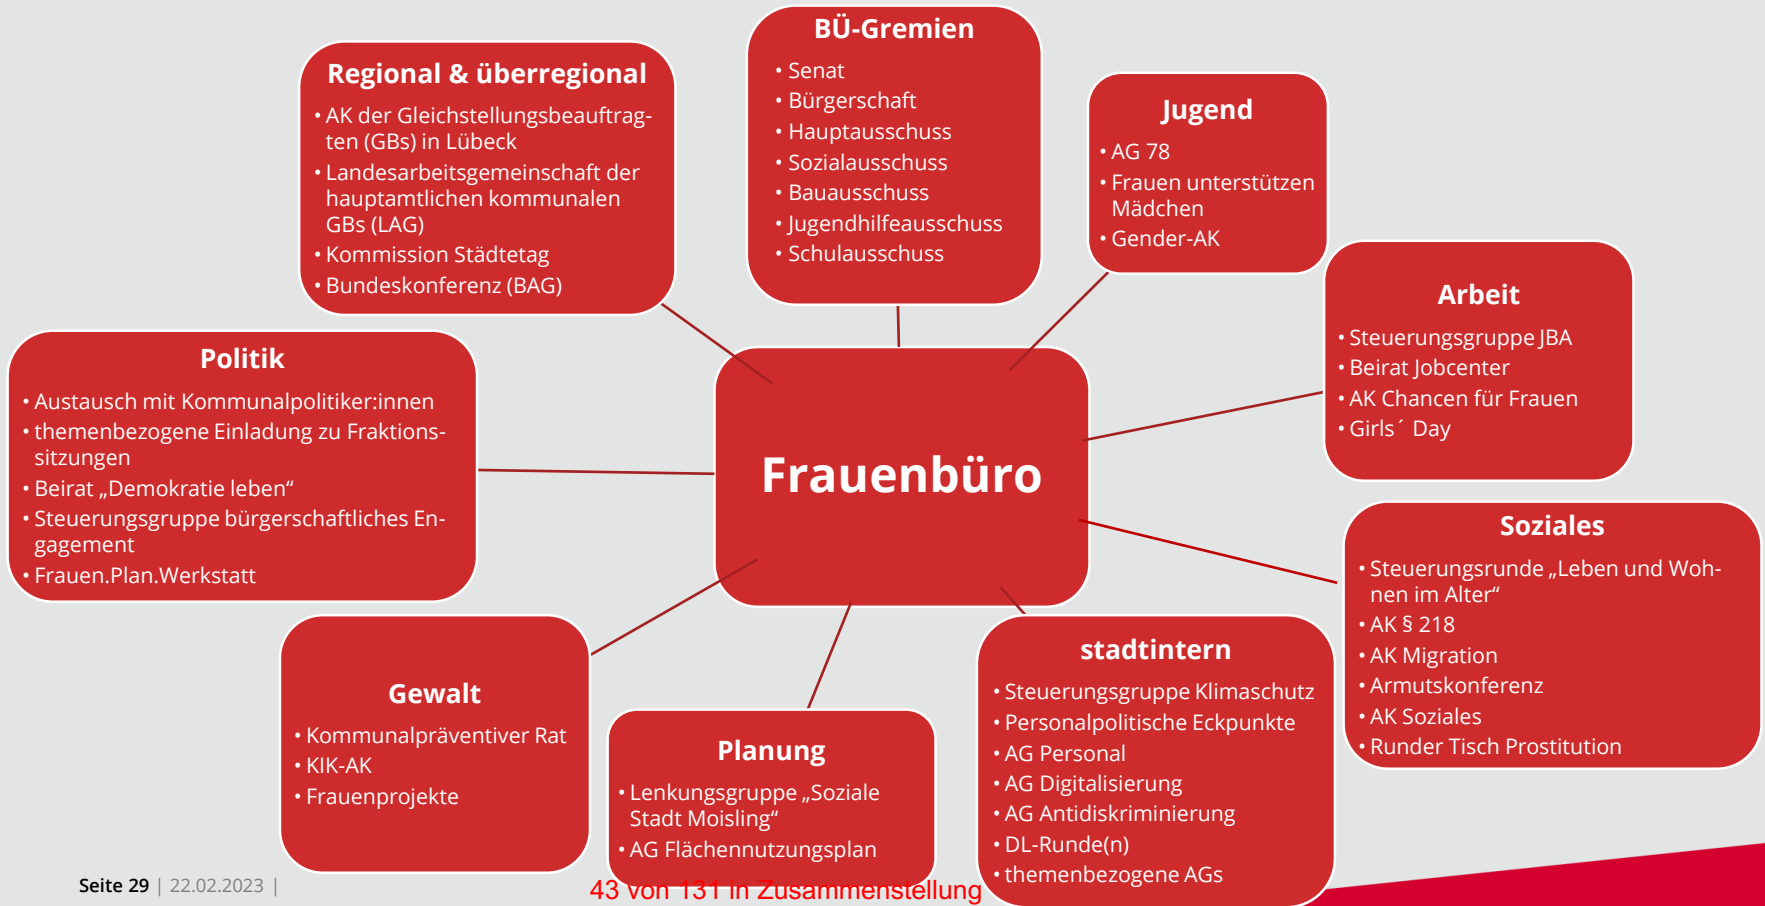 BÜ-Gremien
• Senat
• Bürgerschaft
• Hauptausschuss
• Sozialausschuss
• Bauausschuss
• Jugendhilfeausschuss
• Schulausschuss
Regional & überregional
• AK der Gleichstellungsbeauftrag-
ten (GBs) in Lübeck
• Landesarbeitsgemeinschaft der
hauptamtlichen kommunalen
GBs (LAG)
• Kommission Städtetag
• Bundeskonferenz (BAG)
Jugend
• AG 78
• Frauen unterstützen
Mädchen
• Gender-AK
Arbeit
• Steuerungsgruppe JBA
• Beirat Jobcenter
• AK Chancen für Frauen
• Girls´ Day
Politik
• Austausch mit Kommunalpolitiker:innen
• themenbezogene Einladung zu Fraktions-
sitzungen
• Beirat „Demokratie leben“
• Steuerungsgruppe bürgerschaftliches En-
gagement
• Frauen.Plan.Werkstatt
Frauenbüro
Soziales
• Steuerungsrunde „Leben und Woh-
nen im Alter“
• AK § 218
• AK Migration
• Armutskonferenz
• AK Soziales
• Runder Tisch Prostitution
Gewalt
• Kommunalpräventiver Rat
• KIK-AK
• Frauenprojekte
Planung
• Lenkungsgruppe „Soziale
Stadt Moisling“
• AG Flächennutzungsplan
stadtintern
• Steuerungsgruppe Klimaschutz
• Personalpolitische Eckpunkte
• AG Personal
• AG Digitalisierung
• AG Antidiskriminierung
• DL-Runde(n)
• themenbezogene AGs
Seite 29 | 22.02.2023 |
43 von 131 in Zusammenstellung